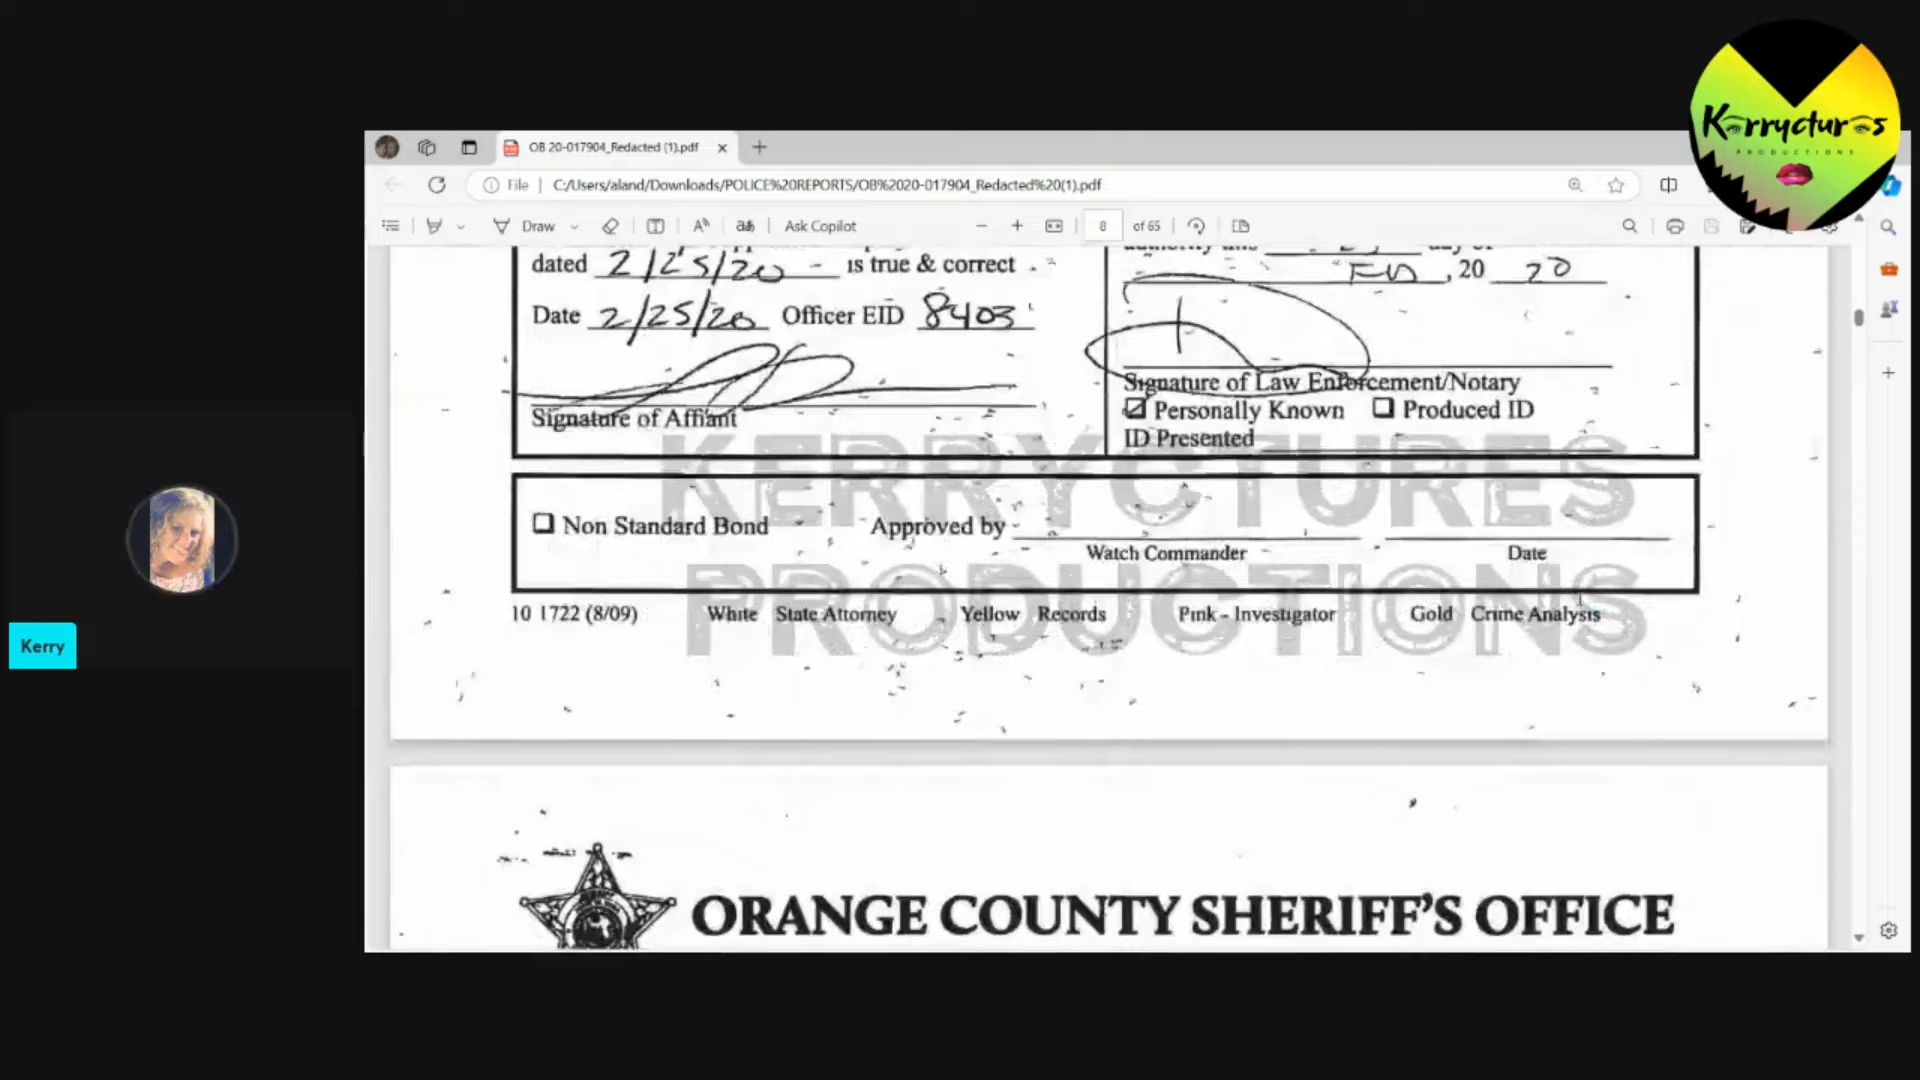 Kerryctures
PRODUCTIONS
OB 20-017904_Redacted (1).pdf
File C:/Users/aland/Downloads/POLICE%20REPORTS/OB%2020-017904_Redacted%20(1).pdf
Draw Ask Copilot 8 of 65
dated 2/25/20 is true & correct
Date 2/25/20 Officer EID 8403
Signature of Affiant
, 20 20
Signature of Law Enforcement/Notary
Personally Known Produced ID
ID Presented
KERRYCTURES
PRODUCTIONS
Non Standard Bond Approved by
Watch Commander Date
10 1722 (8/09) White State Attorney Yellow Records Pink - Investigator Gold Crime Analysis
ORANGE COUNTY SHERIFF'S OFFICE
Kerry